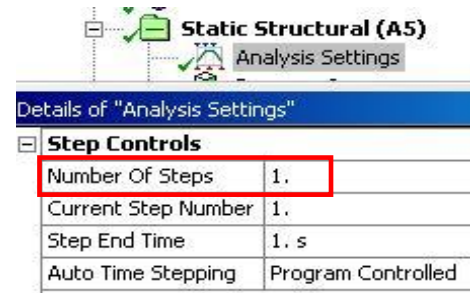 Static Structural (A5)
Analysis Settings
Details of "Analysis Settings"
Step Controls
Number Of Steps 1.
Current Step Number 1.
Step End Time 1. s
Auto Time Stepping Program Controlled